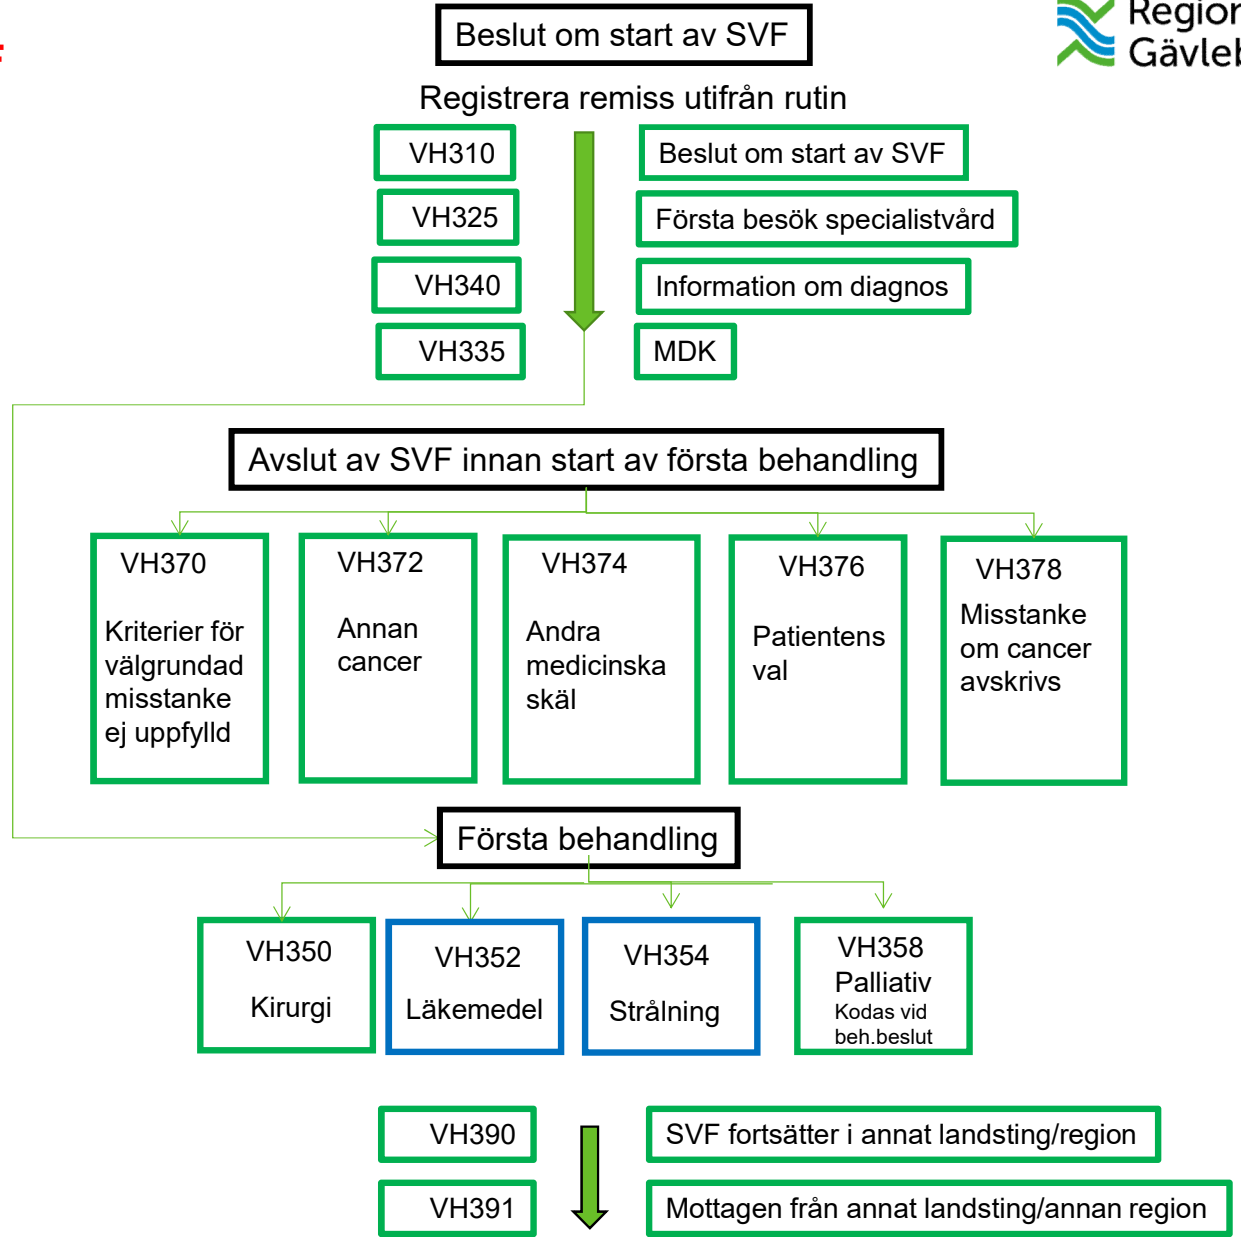 Beslut om start av SVF
Region
Registrera remiss utifrån rutin
VH310
Beslut om start av SVF
VH325
Första besök specialistvård
VH340
Information om diagnos
VH335
MDK
Avslut av SVF innan start av första behandling
VH370
Kriterier för
välgrundad
misstanke
ej uppfylld
VH372
Annan
cancer
VH374
Andra
medicinska
skäl
VH376
Patientens
val
VH378
Misstanke
om cancer
avskrivs
Första behandling
VH350
Kirurgi
VH352
Läkemedel
VH354
Strålning
VH358
Palliativ
Kodas vid
beh.beslut
VH390
SVF fortsätter i annat landsting/region
VH391
Mottagen från annat landsting/annan region